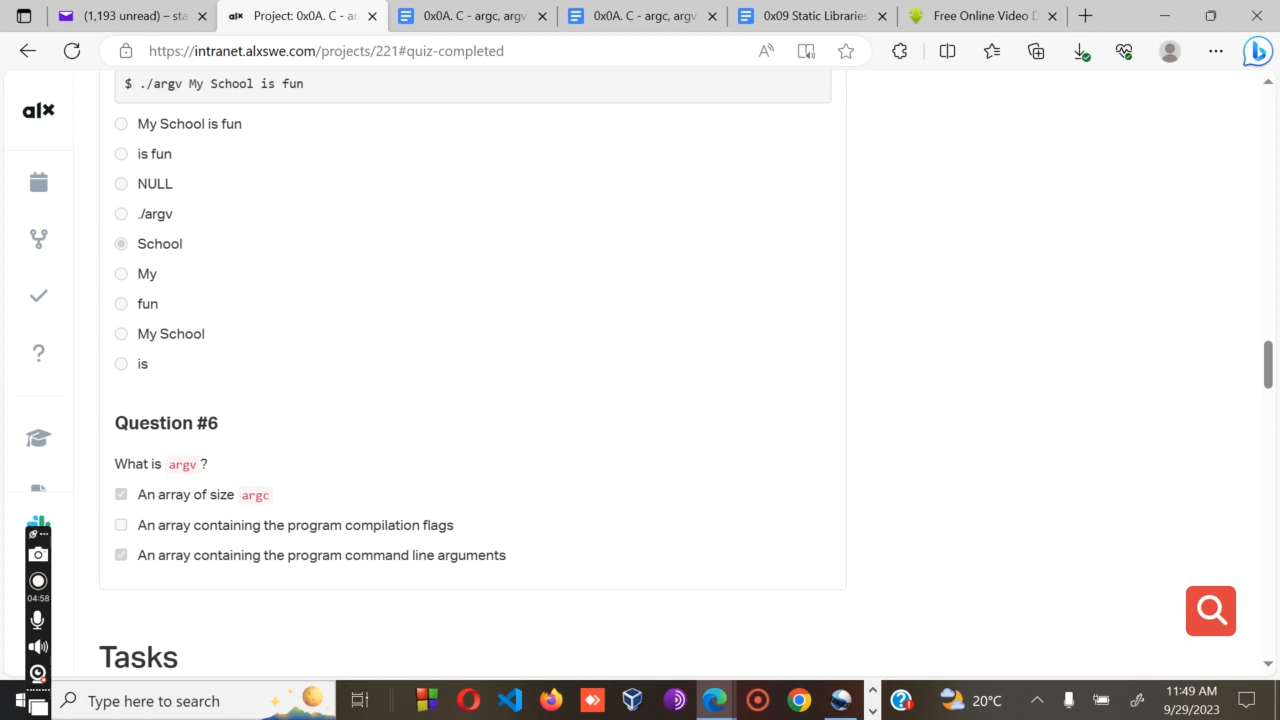 (1,193 unread) – sta
Project: 0x0A. C - ar
0x0A. C - argc, argv
0x0A. C - argc, argv
0x09 Static Libraries
Free Online Video D
https://intranet.alxswe.com/projects/221#quiz-completed
alx
$ ./argv My School is fun
My School is fun
is fun
NULL
./argv
School
My
fun
My School
is
Question #6
What is argv ?
An array of size argc
An array containing the program compilation flags
An array containing the program command line arguments
04:58
Tasks
Type here to search
20°C
11:49 AM
9/29/2023